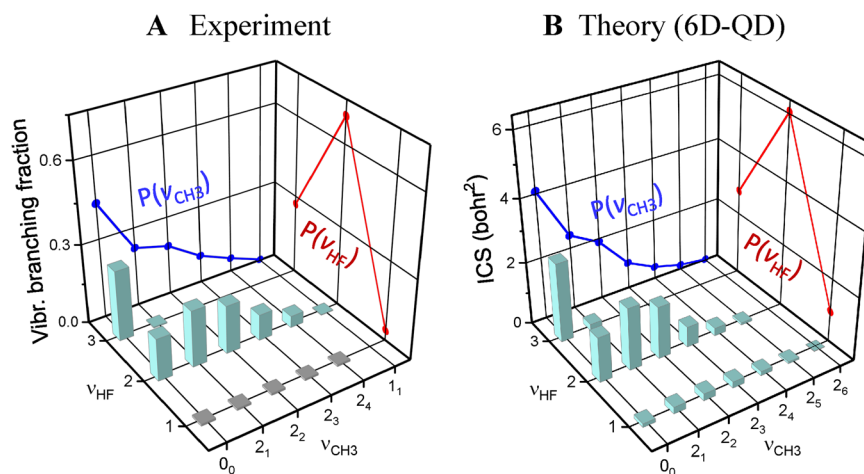 A Experiment
B Theory (6D-QD)
Vibr. branching fraction
0.6
0.3
0.0
P(νCH3)
P(νHF)
3
2
1
νHF
0₀
2₁
2₂
2₃
2₄
1₁
νCH3
ICS (bohr²)
6
4
2
0
P(νCH3)
P(νHF)
3
2
1
νHF
0₀
2₁
2₂
2₃
2₄
2₅
2₆
νCH3